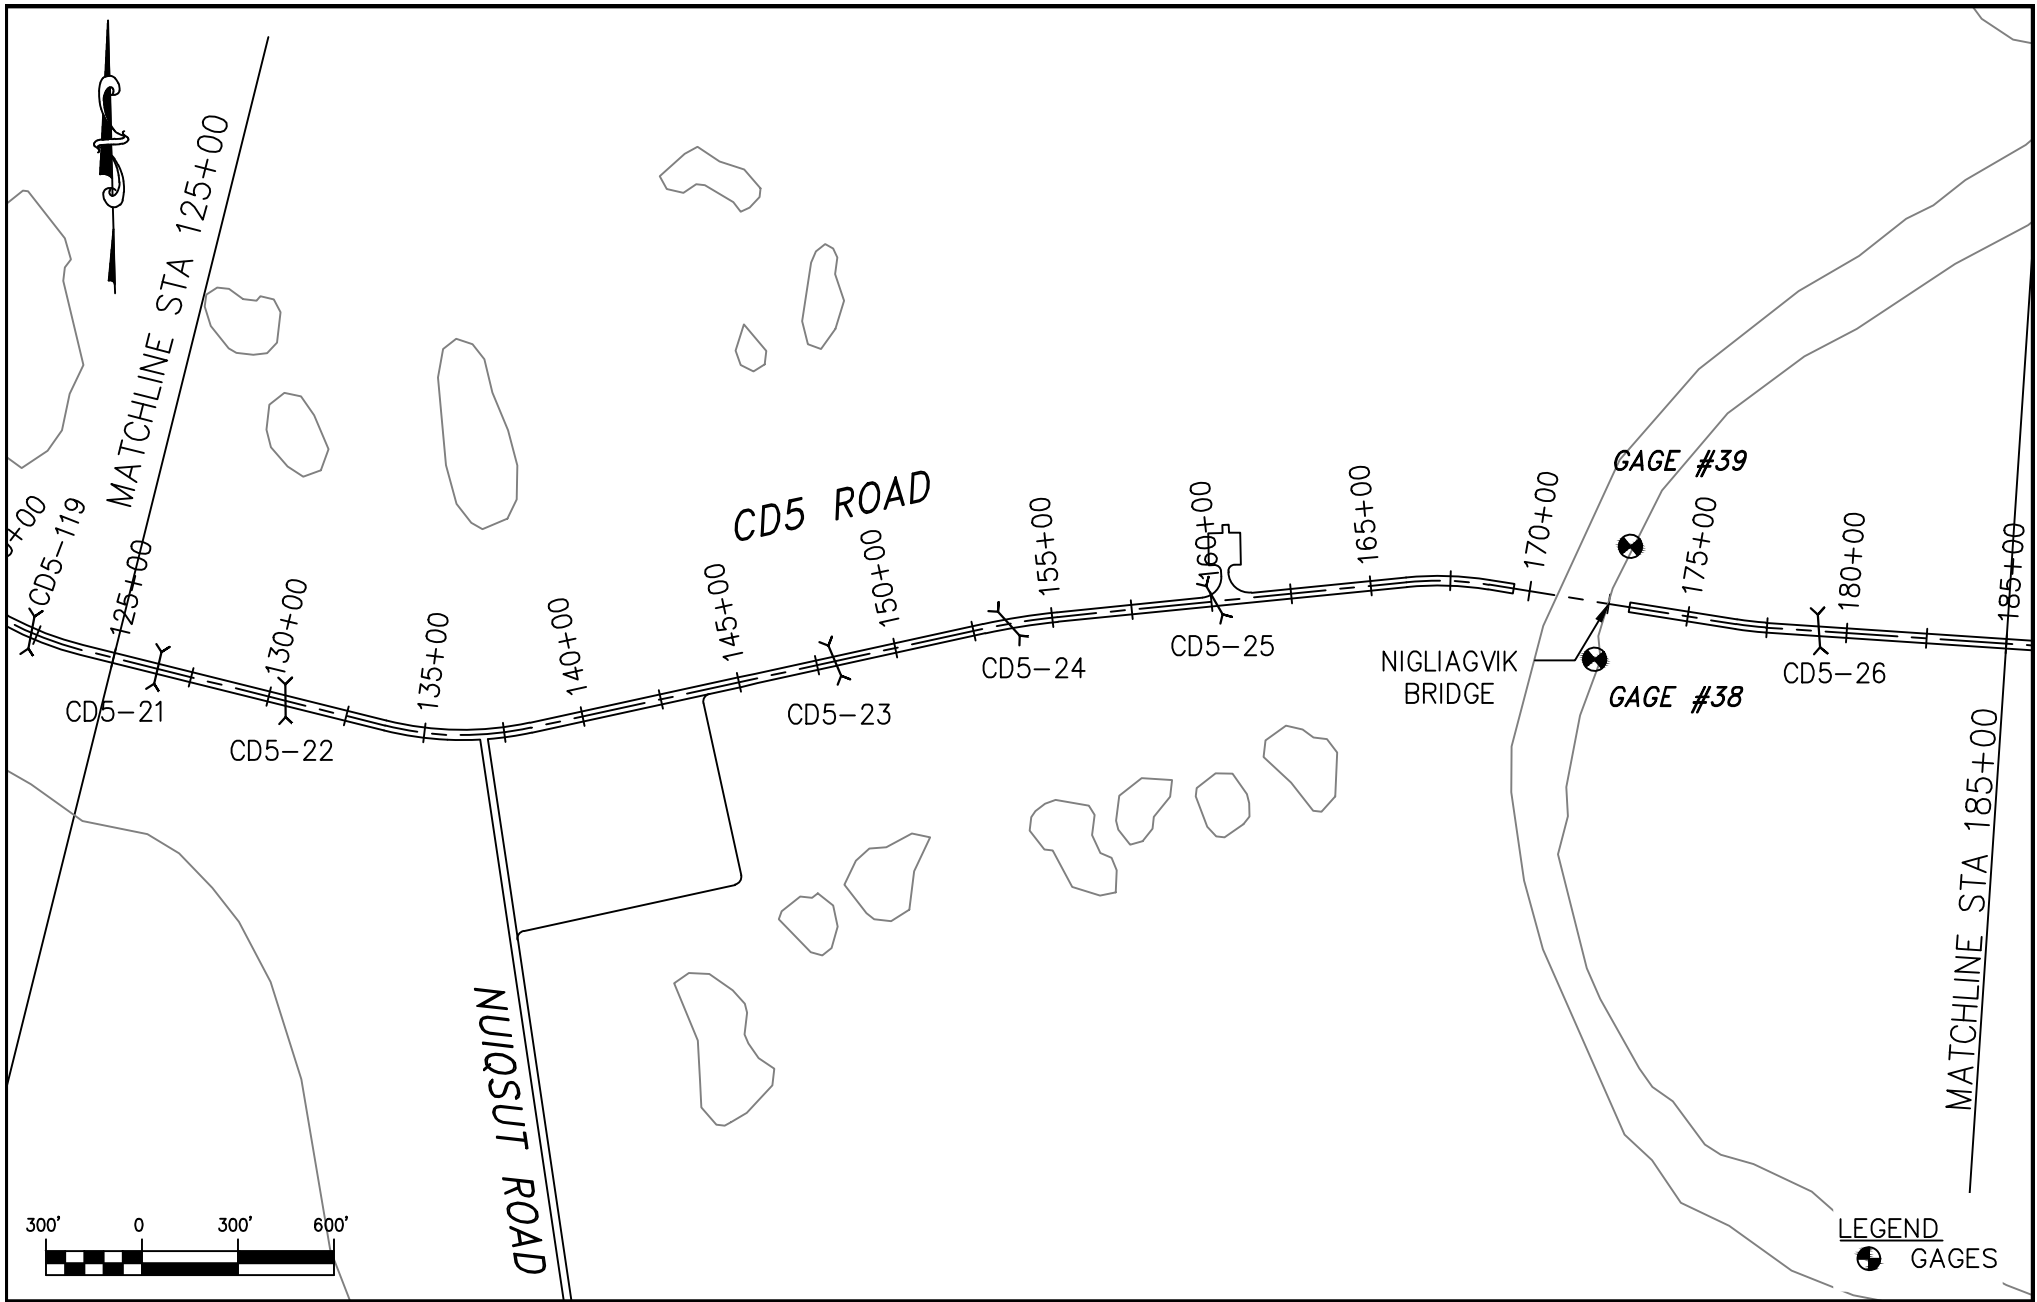 MATCHLINE STA 125+00
CD5-119
125+00
130+00
135+00
140+00
145+00
150+00
155+00
160+00
165+00
170+00
175+00
180+00
185+00
CD5 ROAD
GAGE #39
NIGLIAGVIK
BRIDGE
GAGE #38
CD5-21
CD5-22
CD5-23
CD5-24
CD5-25
CD5-26
NUIQSUT ROAD
MATCHLINE STA 185+00
300' 0 300' 600'
LEGEND
GAGES